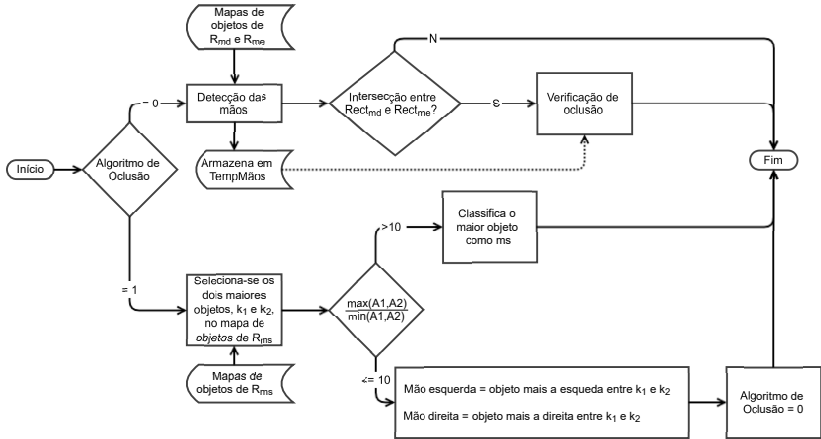 Mapas de
objetos de
Rmd e Rme
N
= 0
Detecção das
mãos
Intersecção entre
Rectmd e Rectme?
S
Verificação de
oclusão
Início
Algoritmo de
Oclusão
Armazena em
TempMãos
Fim
>10
Classifica o
maior objeto
como ms
= 1
Seleciona-se os
dois maiores
objetos, k1 e k2,
no mapa de
objetos de Rms
max(A1,A2)
min(A1,A2)
Mapas de
objetos de Rms
<= 10
Mão esquerda = objeto mais a esqueda entre k1 e k2
Mão direita = objeto mais a direita entre k1 e k2
Algoritmo de
Oclusão = 0